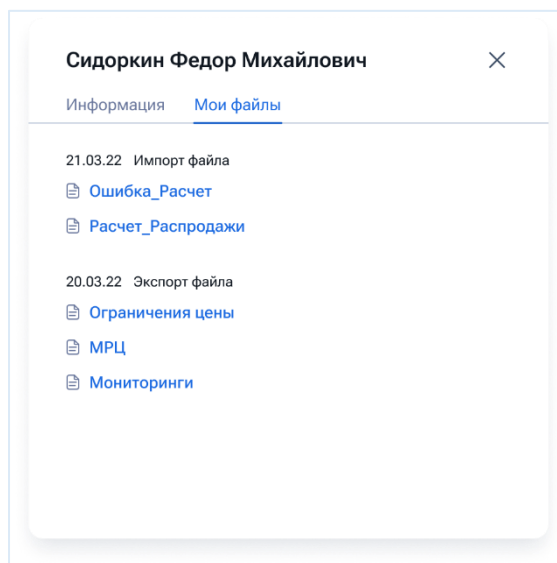 Сидоркин Федор Михайлович
Информация Мои файлы
21.03.22 Импорт файла
Ошибка_Расчет
Расчет_Распродажи
20.03.22 Экспорт файла
Ограничения цены
МРЦ
Мониторинги